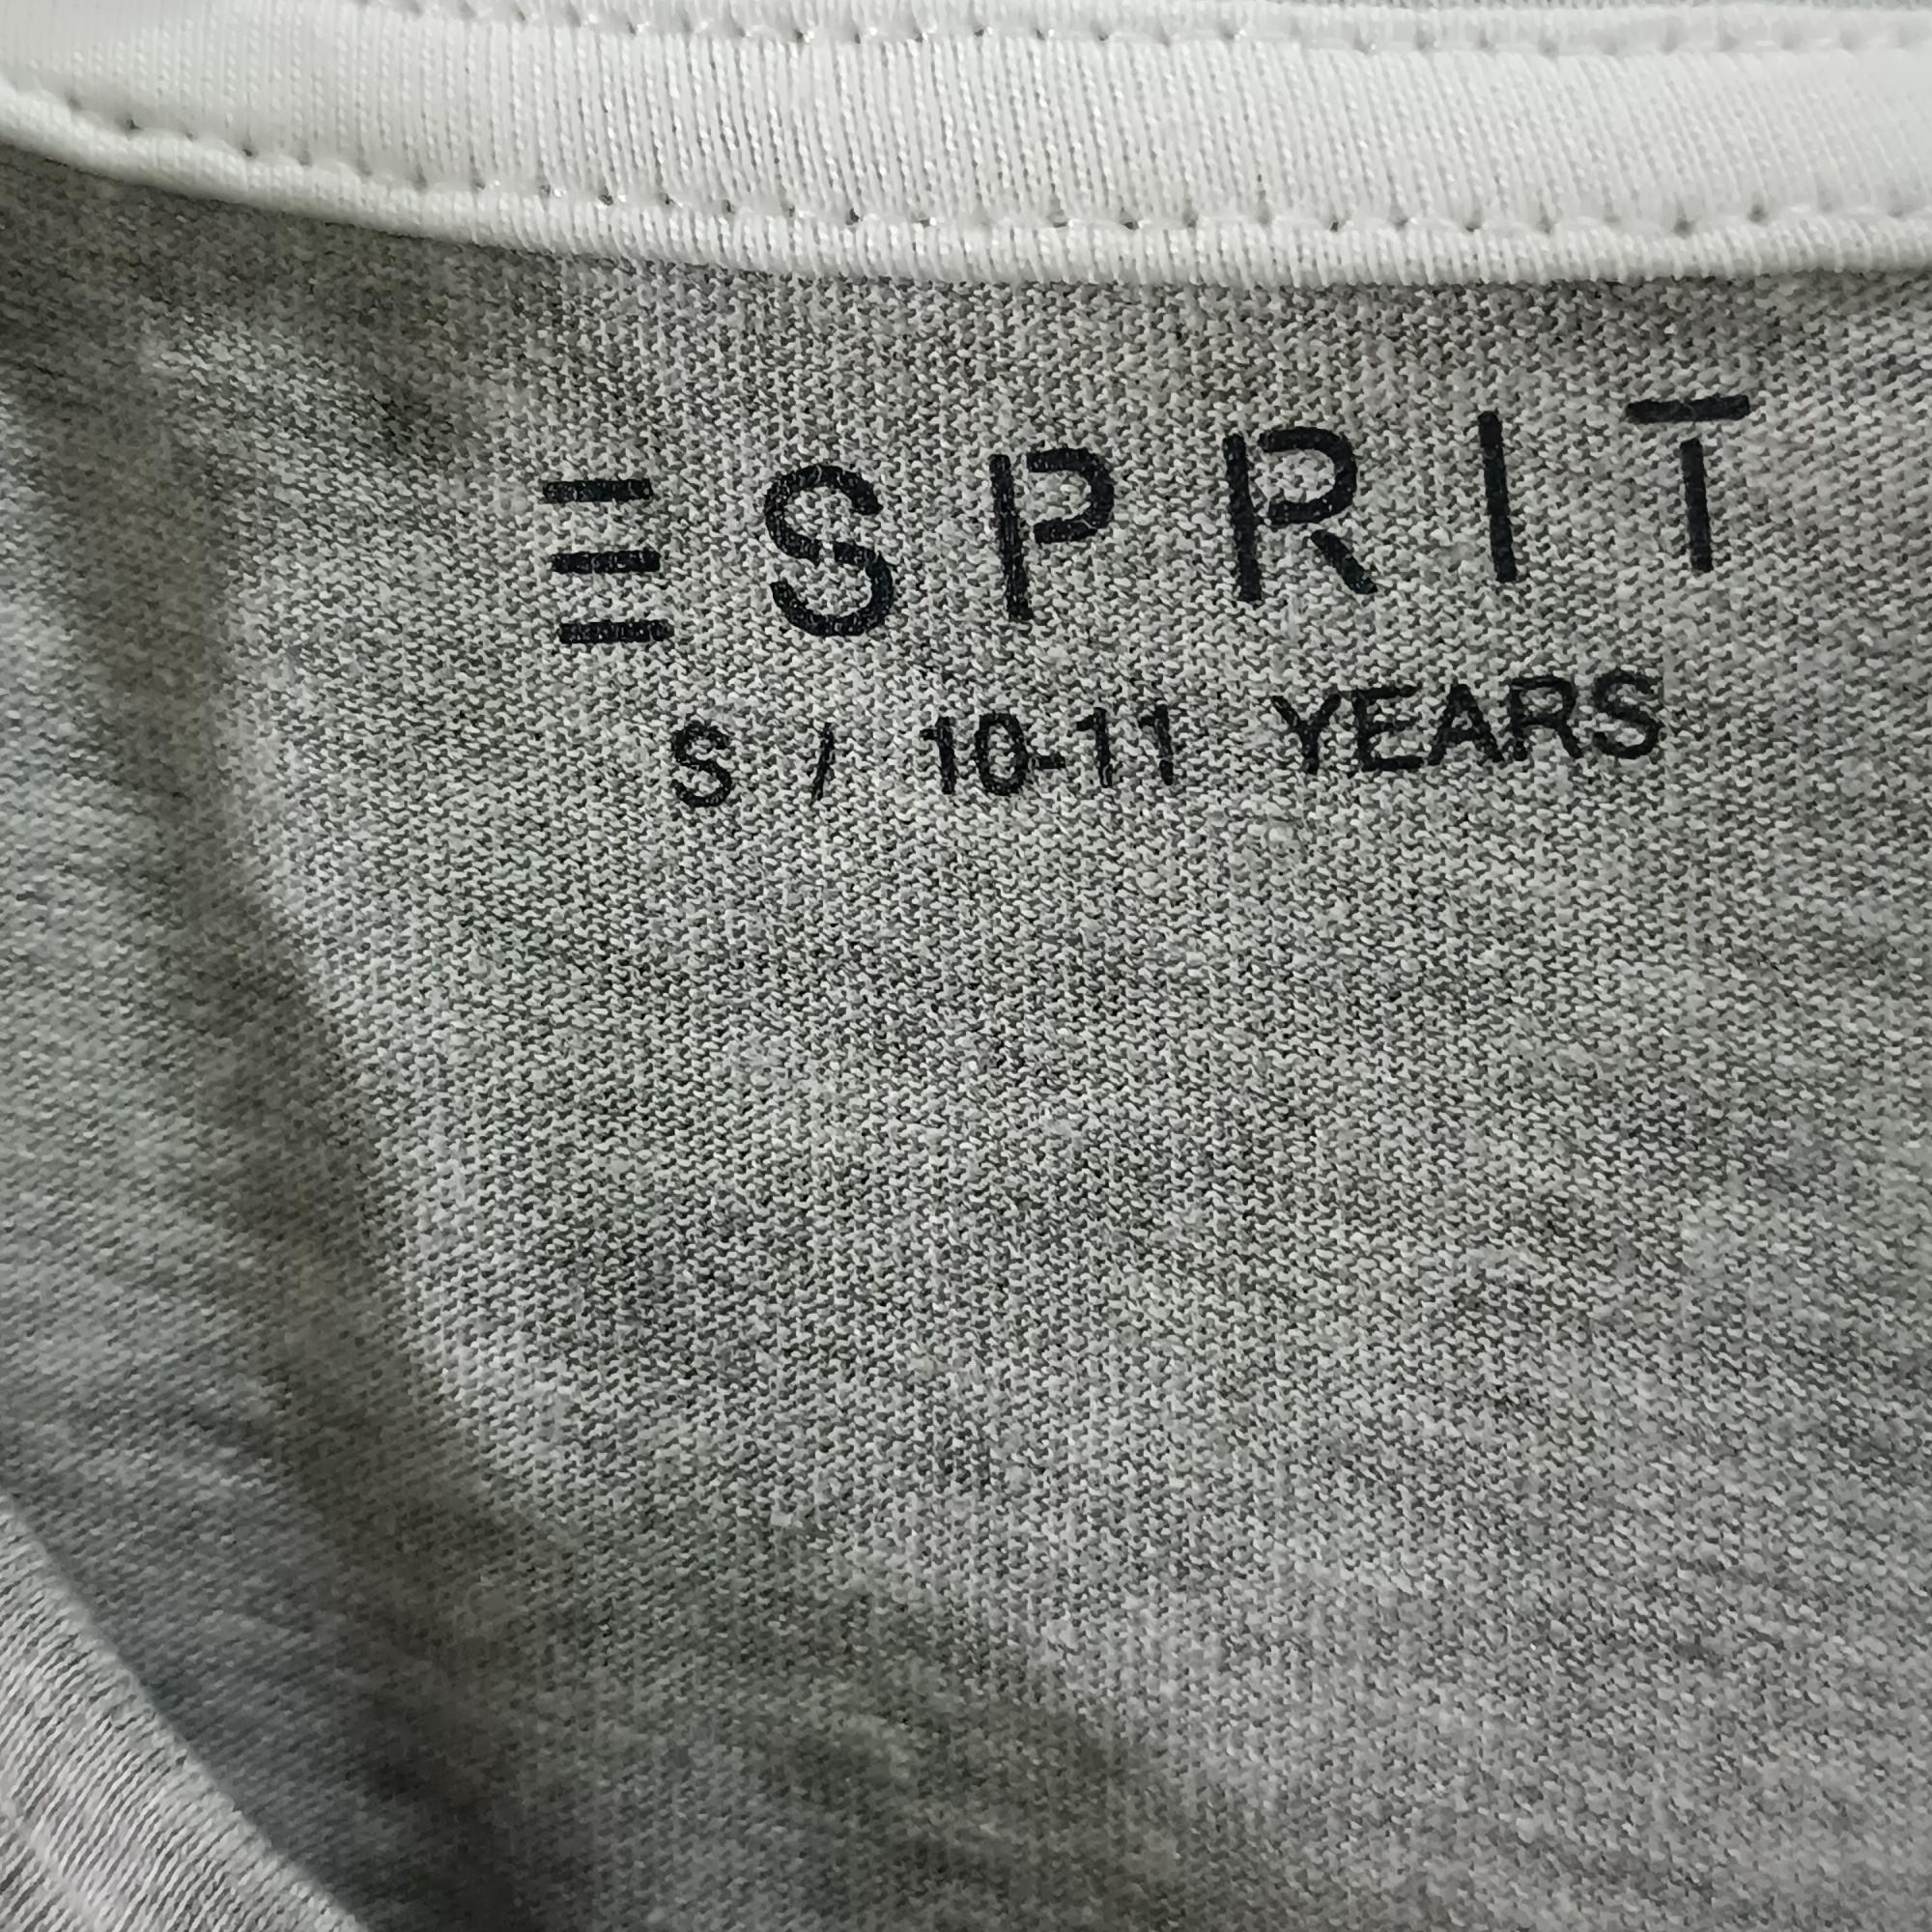 ESPRIT
S / 10-11 YEARS